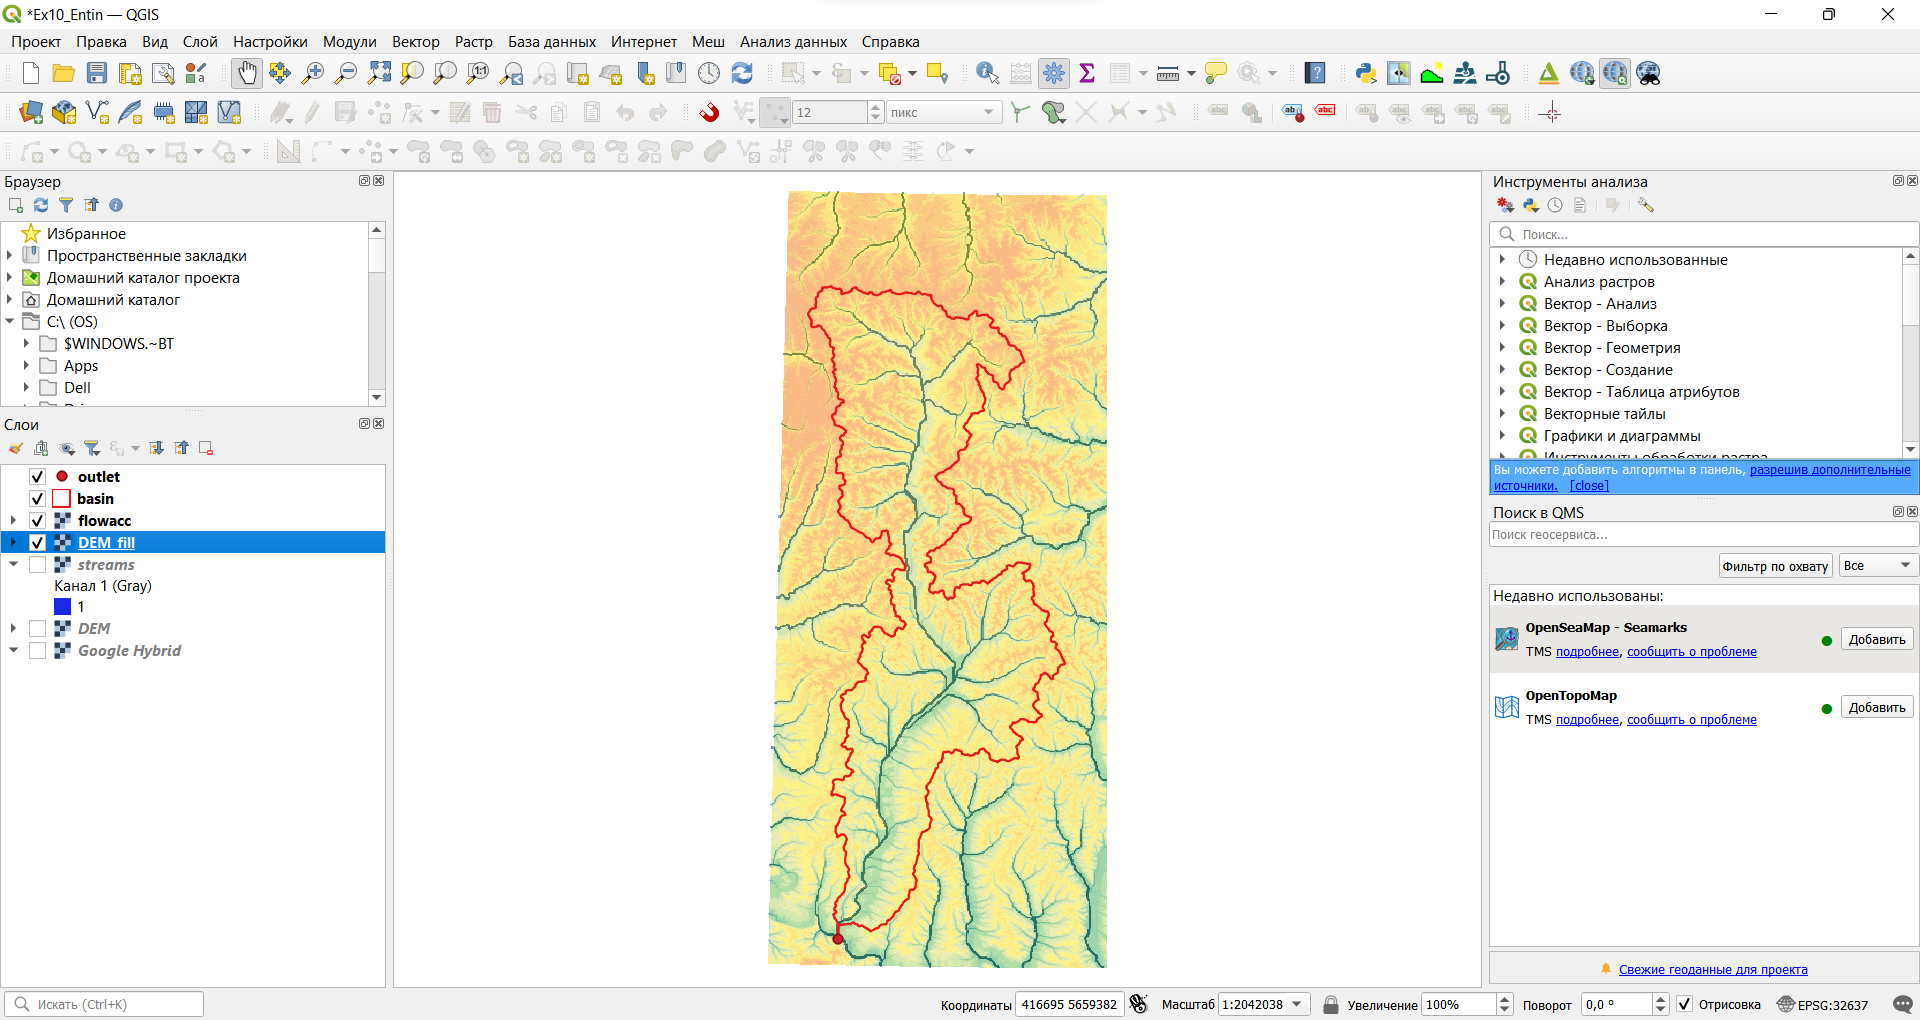 *Ex10_Entin — QGIS
Проект Правка Вид Слой Настройки Модули Вектор Растр База данных Интернет Меш Анализ данных Справка
12 пикс
Браузер
Избранное
Пространственные закладки
Домашний каталог проекта
Домашний каталог
C:\ (OS)
$WINDOWS.~BT
Apps
Dell
Слои
outlet
basin
flowacc
DEM_fill
streams
Канал 1 (Gray)
1
DEM
Google Hybrid
Инструменты анализа
Поиск...
Недавно использованные
Анализ растров
Вектор - Анализ
Вектор - Выборка
Вектор - Геометрия
Вектор - Создание
Вектор - Таблица атрибутов
Векторные тайлы
Графики и диаграммы
Инструменты обработки растра
Вы можете добавить алгоритмы в панель, разрешив дополнительные
источники. [close]
Поиск в QMS
Поиск геосервиса...
Фильтр по охвату Все
Недавно использованы:
OpenSeaMap - Seamarks
TMS подробнее, сообщить о проблеме
Добавить
OpenTopoMap
TMS подробнее, сообщить о проблеме
Добавить
Свежие геоданные для проекта
Искать (Ctrl+K)
Координаты 416695 5659382 Масштаб 1:2042038 Увеличение 100% Поворот 0,0 ° Отрисовка EPSG:32637